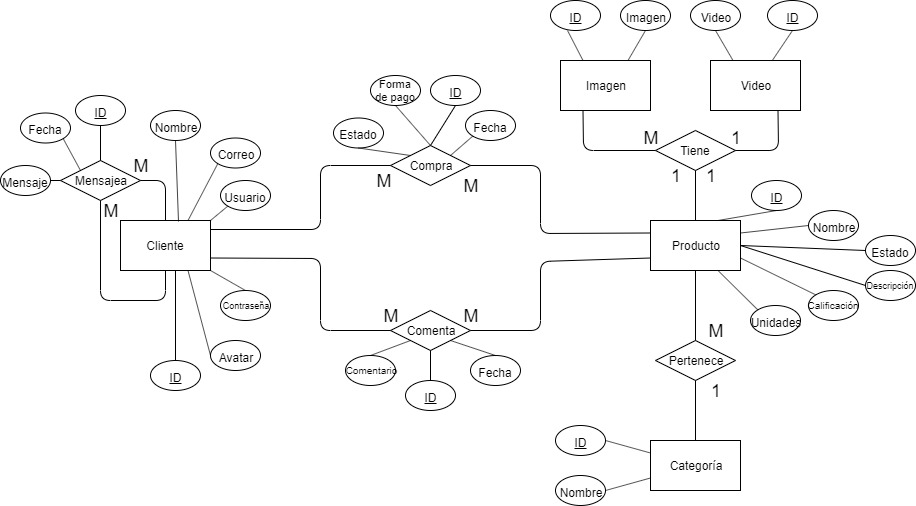 ID
Imagen
Video
ID
Imagen
Video
M
Tiene
1
1
1
Forma
de pago
ID
Estado
Fecha
Compra
M
M
ID
Fecha
Mensaje
Mensajea
M
M
Nombre
Correo
Usuario
Cliente
Contraseña
Avatar
ID
ID
Nombre
Producto
Estado
Descripción
Calificación
Unidades
M
Comenta
M
Comentario
Fecha
ID
M
Pertenece
1
ID
Categoría
Nombre